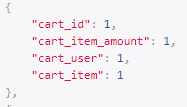 {
"cart_id": 1,
"cart_item_amount": 1,
"cart_user": 1,
"cart_item": 1
},